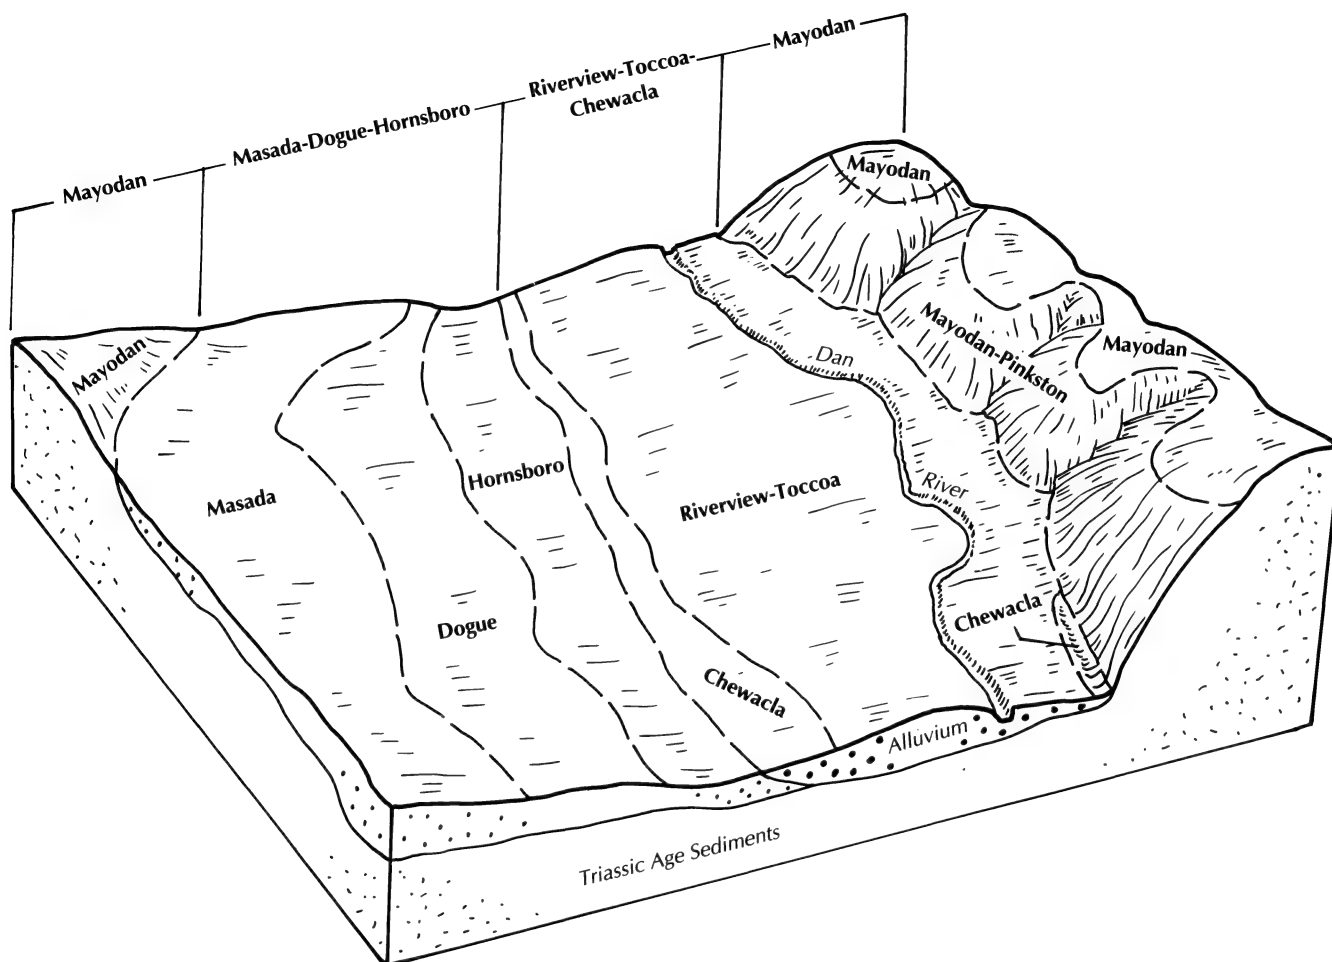 Mayodan
Riverview-Toccoa-
Chewacla
Masada-Dogue-Hornsboro
Mayodan
Mayodan
Mayodan
Mayodan-Pinkston
Mayodan
Dan
Hornsboro
Masada
Riverview-Toccoa
River
Dogue
Chewacla
Chewacla
Alluvium
Triassic Age Sediments